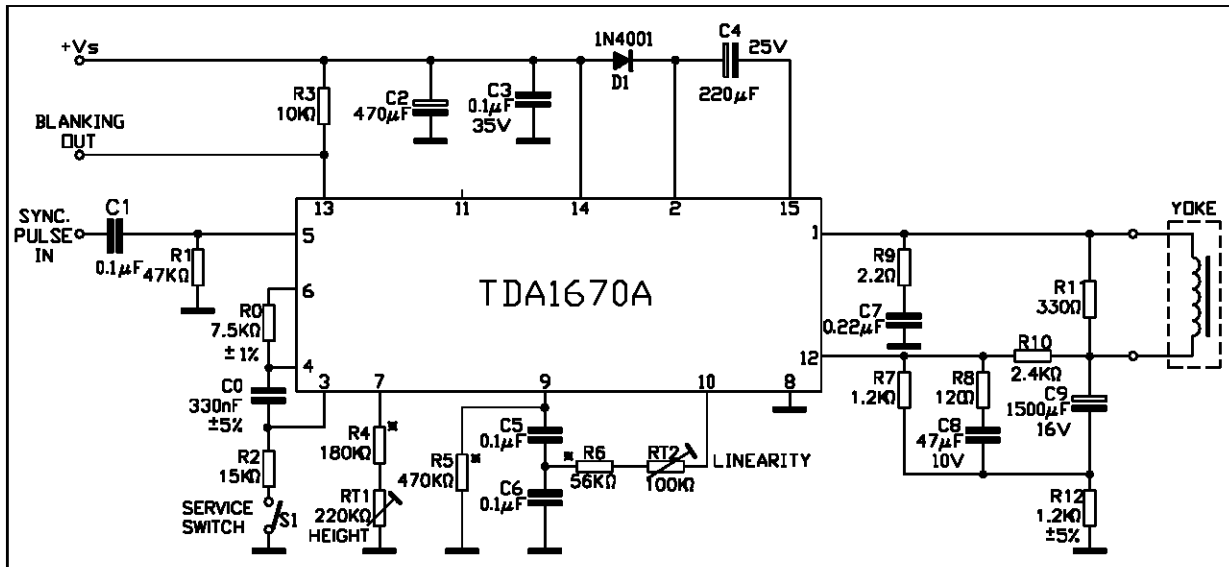 +Vs
1N4001
D1
C4
25V
220µF
R3
10KΩ
C2
470µF
C3
0.1µF
35V
BLANKING
OUT
13
11
14
2
15
SYNC.
PULSE
IN
C1
0.1µF
R1
47KΩ
5
6
4
3
7
9
10
8
1
12
TDA1670A
R0
7.5KΩ
±1%
C0
330nF
±5%
R2
15KΩ
SERVICE
SWITCH
S1
R4
180KΩ
RT1
220KΩ
HEIGHT
R5
470KΩ
C5
0.1µF
C6
0.1µF
R6
56KΩ
RT2
100KΩ
LINEARITY
R9
2.2Ω
C7
0.22µF
R11
330Ω
YOKE
R10
2.4KΩ
R7
1.2KΩ
R8
C8
47µF
10V
C9
1500µF
16V
R12
1.2KΩ
±5%